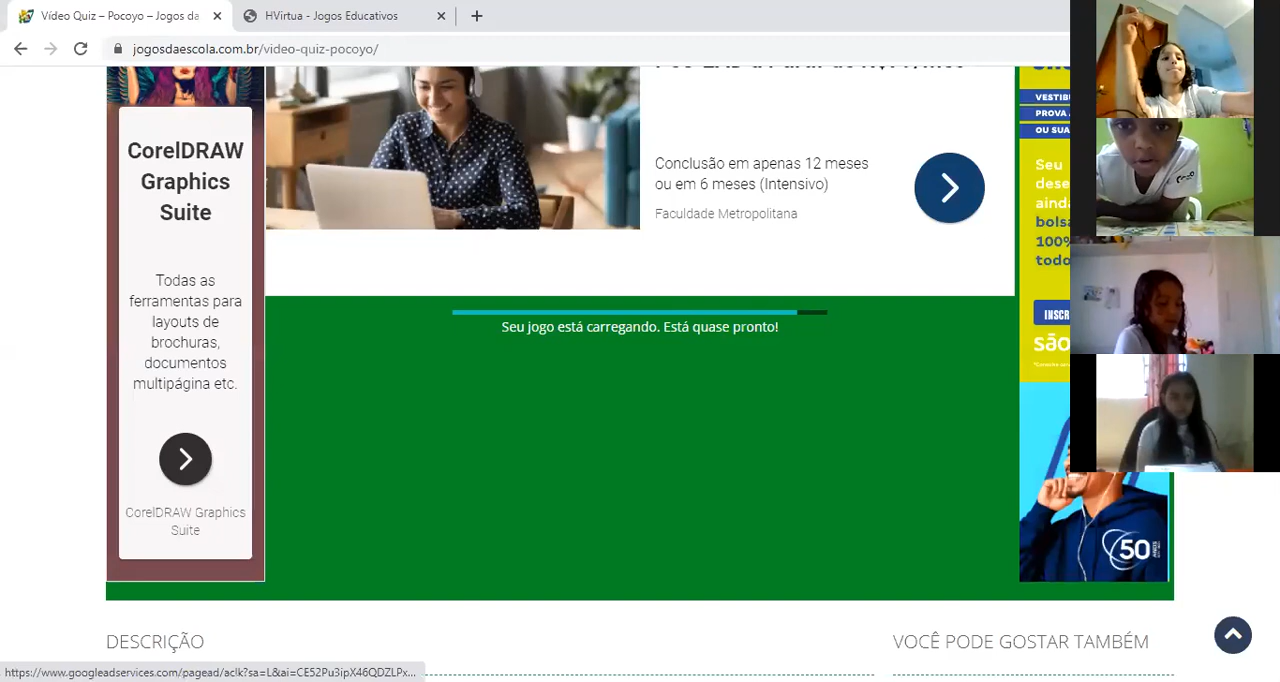 Vídeo Quiz – Pocoyo – Jogos da
HVirtua - Jogos Educativos
jogosdaescola.com.br/video-quiz-pocoyo/
CorelDRAW
Graphics
Suite
Todas as
ferramentas para
layouts de
brochuras,
documentos
multipágina etc.
CorelDRAW Graphics
Suite
Conclusão em apenas 12 meses
ou em 6 meses (Intensivo)
Faculdade Metropolitana
Seu jogo está carregando. Está quase pronto!
VESTIB
PROVA
OU SUA
Seu
dese
ainda
bolsa
100%
todo
INSCR
são
50
ANOS
DESCRIÇÃO
VOCÊ PODE GOSTAR TAMBÉM
https://www.googleadservices.com/pagead/aclk?sa=L&ai=CE52Pu3ipX46QDZLPx...